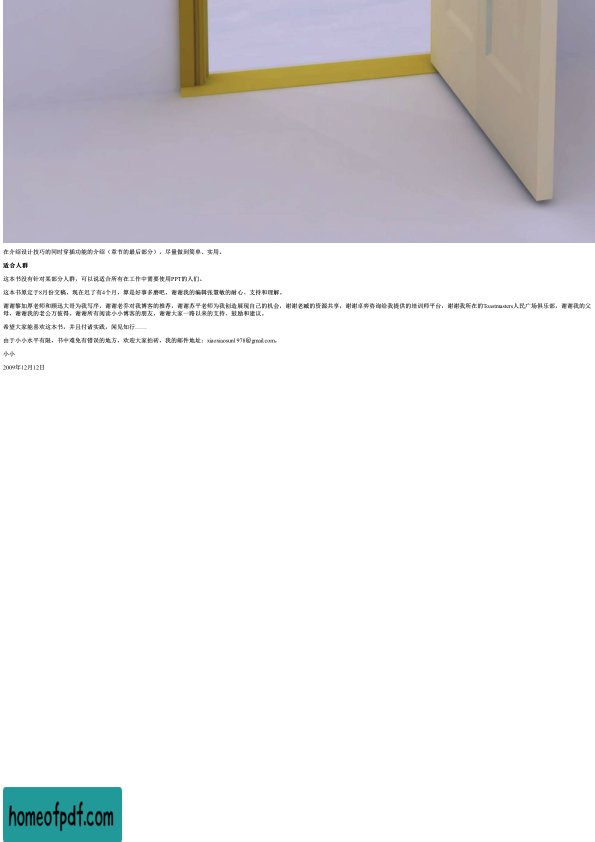 在介绍设计技巧的同时穿插功能的介绍（章节的最后部分），尽量做到简单、实用。
适合人群
这本书没有针对某部分人群，可以说适合所有在工作中需要使用PPT的人们。
这本书原定于8月份交稿，现在迟了有4个月，算是好事多磨吧，谢谢我的编辑张慧敏的耐心、支持和理解。
谢谢黎如厚老师和顾迅大哥为我写序，谢谢老乔对我博客的推荐，谢谢苏平老师为我创造展现自己的机会，谢谢老臧的资源共享，谢谢卓弈咨询给我提供的培训师平台，谢谢我所在的Toastmasters人民广场俱乐部，谢谢我的父
母，谢谢我的老公万彼得，谢谢所有阅读小小博客的朋友，谢谢大家一路以来的支持、鼓励和建议。
希望大家能喜欢这本书，并且付诸实践，闻见知行……
由于小小水平有限，书中难免有错误的地方，欢迎大家拍砖，我的邮件地址：xiaoxiaosun1978@gmail.com。
小小
2009年12月12日
homeofpdf.com